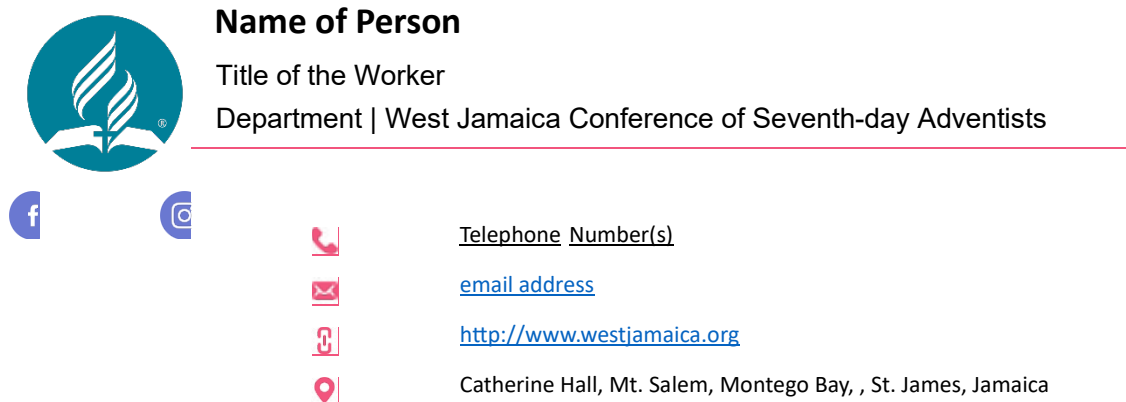 Name of Person
Title of the Worker
Department | West Jamaica Conference of Seventh-day Adventists
®
f
Telephone Number(s)
email address
http://www.westjamaica.org
Catherine Hall, Mt. Salem, Montego Bay, , St. James, Jamaica